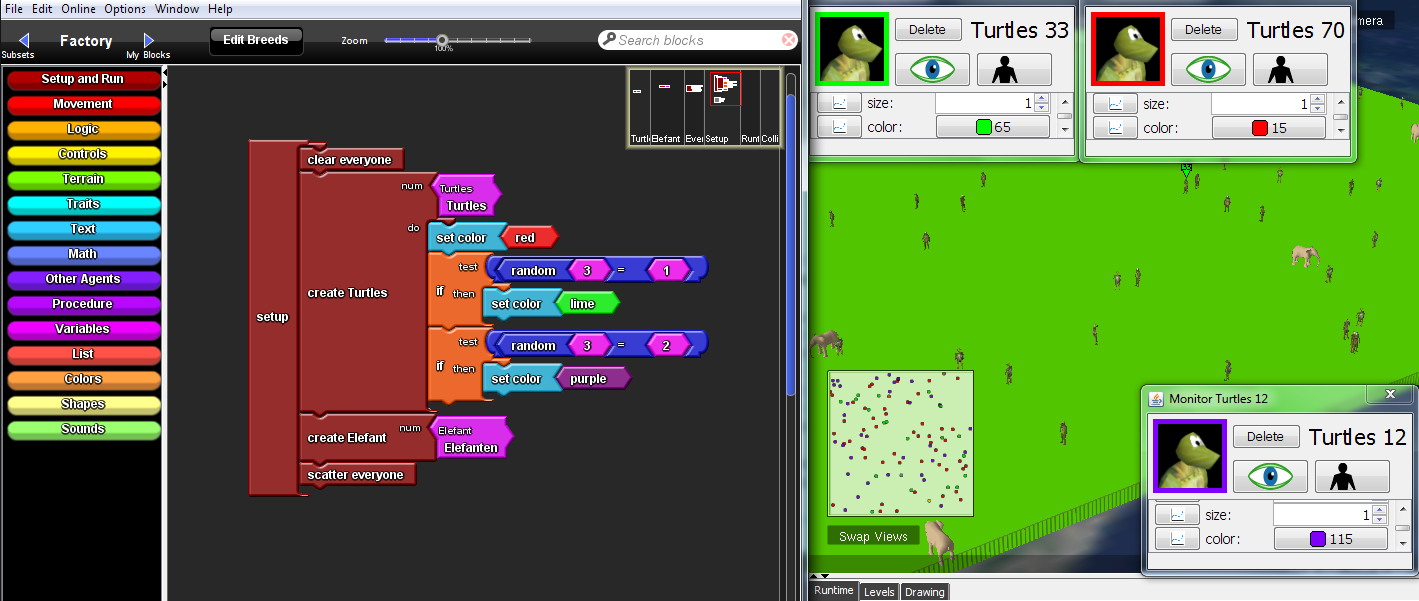 File Edit Online Options Window Help
Subsets
Factory
My Blocks
Edit Breeds
Zoom
100%
Search blocks
Setup and Run
Movement
Logic
Controls
Terrain
Traits
Text
Math
Other Agents
Procedure
Variables
List
Colors
Shapes
Sounds
Turtle Elefant Ever Setup Runt Colli
setup
clear everyone
create Turtles
num
Turtles
Turtles
do
set color red
if
test
random 3 = 1
then
set color lime
if
test
random 3 = 2
then
set color purple
create Elefant
num
Elefant
Elefanten
scatter everyone
Delete Turtles 33
size: 1
color: 65
Delete Turtles 70
size: 1
color: 15
mera
Swap Views
Monitor Turtles 12
Delete Turtles 12
size: 1
color: 115
Runtime Levels Drawing